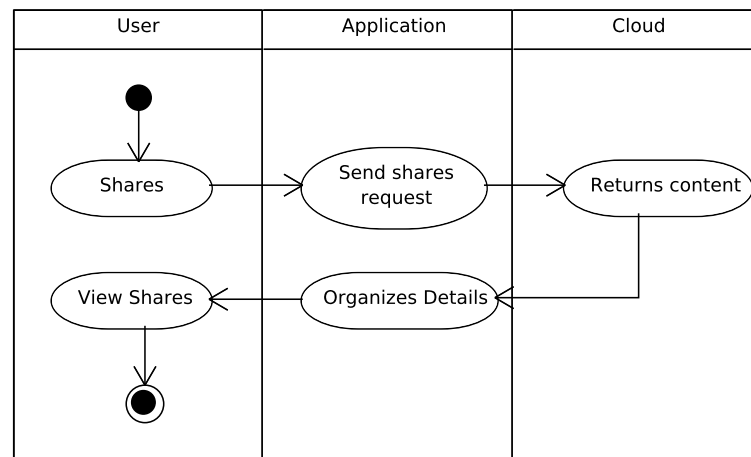 User
Application
Cloud
Shares
Send shares
request
Returns content
View Shares
Organizes Details